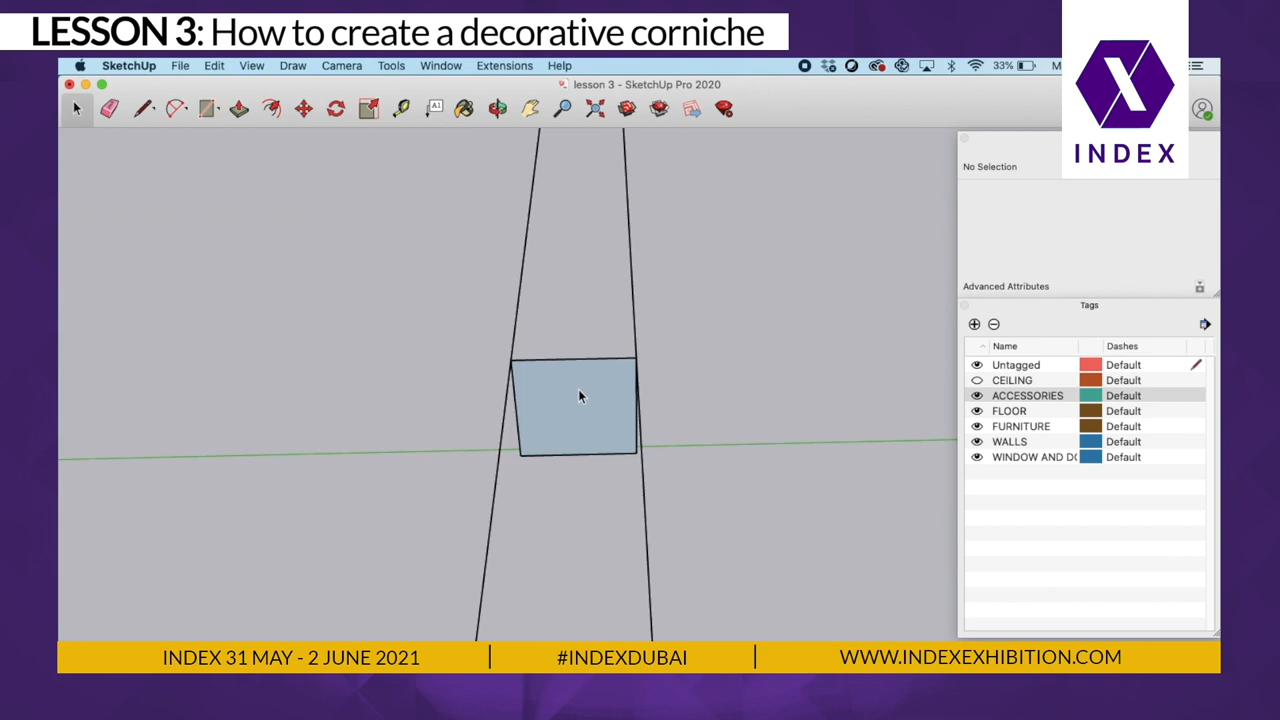 LESSON 3: How to create a decorative corniche
SketchUp File Edit View Draw Camera Tools Window Extensions Help 33%
lesson 3 - SketchUp Pro 2020
A1
INDEX
No Selection
Advanced Attributes
Tags
Name Dashes
Untagged Default
CEILING Default
ACCESSORIES Default
FLOOR Default
FURNITURE Default
WALLS Default
WINDOW AND Default
INDEX 31 MAY - 2 JUNE 2021 #INDEXDUBAI WWW.INDEXEXHIBITION.COM